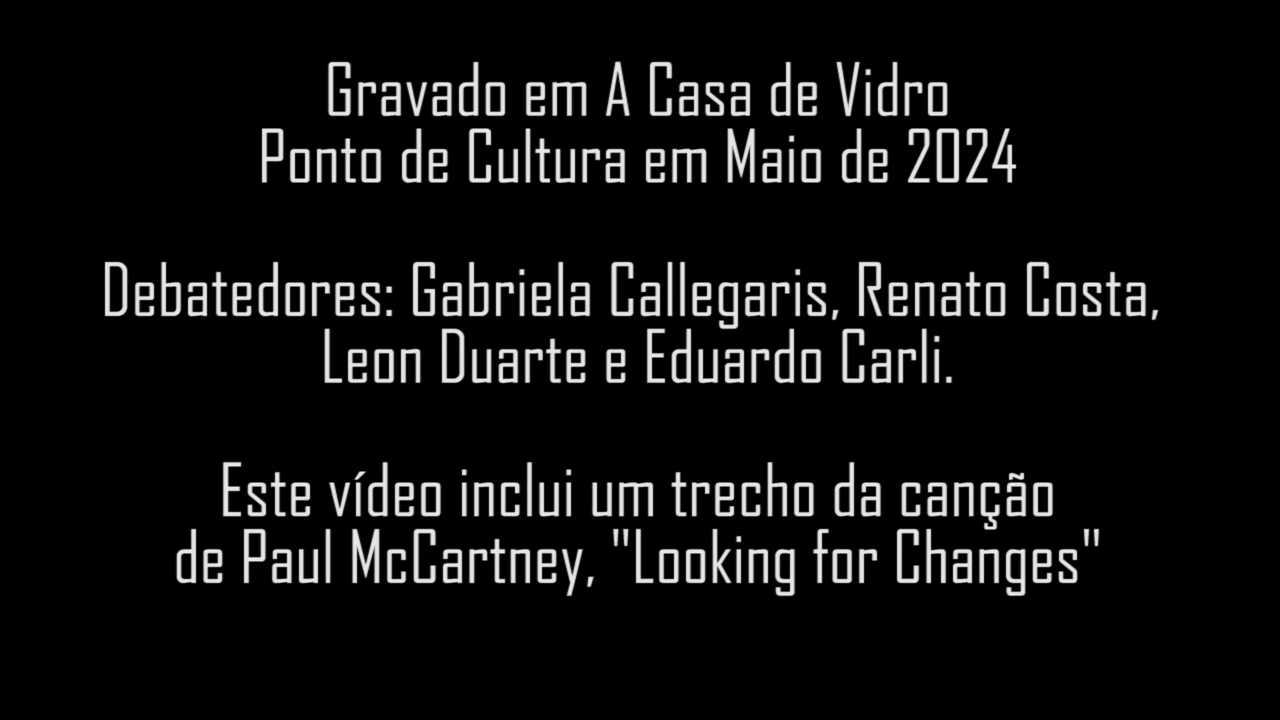 Gravado em A Casa de Vidro
Ponto de Cultura em Maio de 2024
Debatedores: Gabriela Callegaris, Renato Costa,
Leon Duarte e Eduardo Carli.
Este vídeo inclui um trecho da canção
de Paul McCartney, "Looking for Changes"